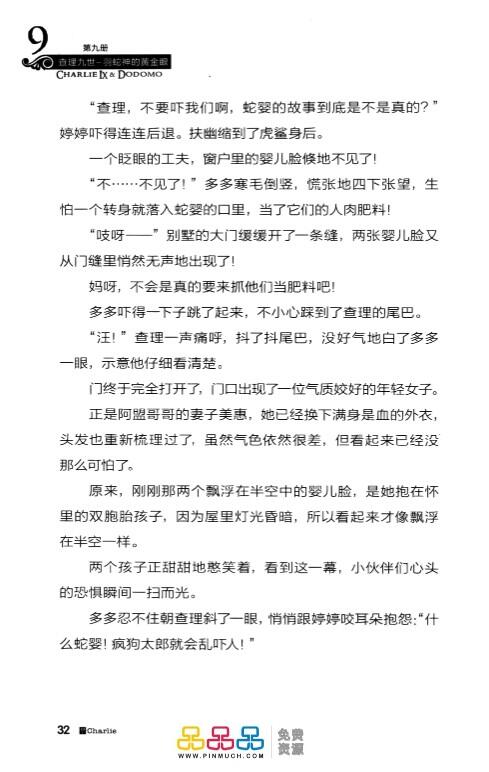 9
第九册
查理九世-羽蛇神的黄金眼
CHARLIE IX & DODOMO
“查理，不要吓我们啊，蛇婴的故事到底是不是真的？”
婷婷吓得连连后退。扶幽缩到了虎鲨身后。
一个眨眼的工夫，窗户里的婴儿脸倏地不见了！
“不……不见了！”多多寒毛倒竖，慌张地四下张望，生
怕一个转身就落入蛇婴的口里，当了它们的人肉肥料！
“吱呀——”别墅的大门缓缓开了一条缝，两张婴儿脸又
从门缝里悄然无声地出现了！
妈呀，不会是真的要来抓他们当肥料吧！
多多吓得一下子跳了起来，不小心踩到了查理的尾巴。
“汪！”查理一声痛呼，抖了抖尾巴，没好气地白了多多
一眼，示意他仔细看清楚。
门终于完全打开了，门口出现了一位气质姣好的年轻女子。
正是阿盟哥哥的妻子美惠，她已经换下满身是血的外衣，
头发也重新梳理过了，虽然气色依然很差，但看起来已经没
那么可怕了。
原来，刚刚那两个飘浮在半空中的婴儿脸，是她抱在怀
里的双胞胎孩子，因为屋里灯光昏暗，所以看起来才像飘浮
在半空一样。
两个孩子正甜甜地憨笑着，看到这一幕，小伙伴们心头
的恐惧瞬间一扫而光。
多多忍不住朝查理斜了一眼，悄悄跟婷婷咬耳朵抱怨：“什
么蛇婴！疯狗太郎就会乱吓人！”
32 Charlie
品品品
WWW.PINMUCH.COM
免费
资源